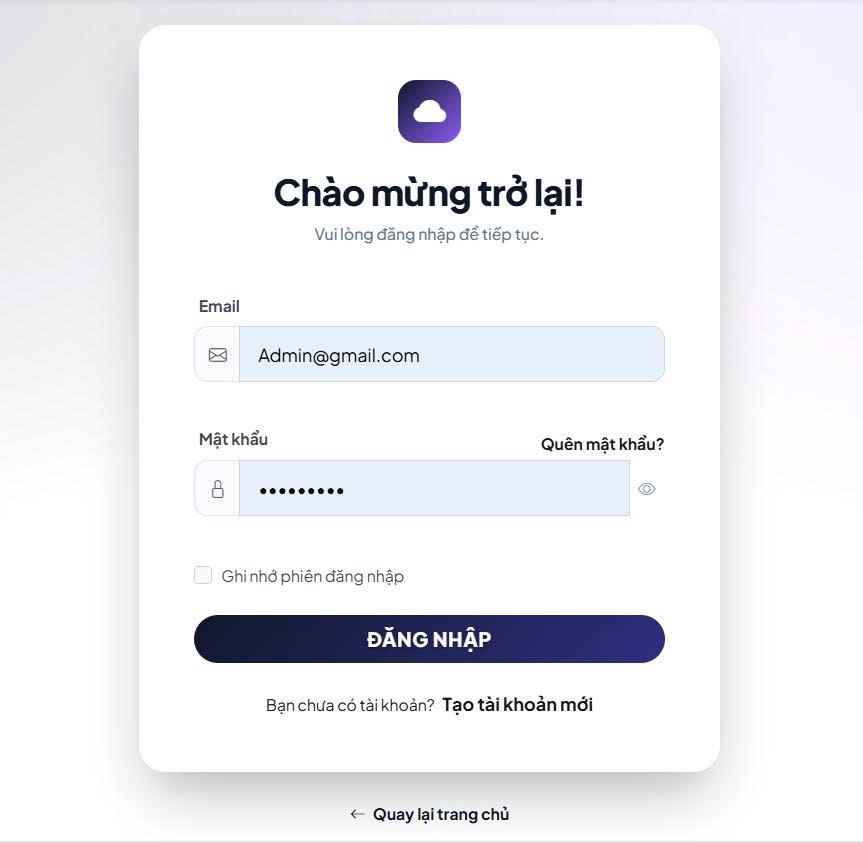 Chào mừng trở lại!
Vui lòng đăng nhập để tiếp tục.
Email
Admin@gmail.com
Mật khẩu
Quên mật khẩu?
•••••••••
Ghi nhớ phiên đăng nhập
ĐĂNG NHẬP
Bạn chưa có tài khoản? Tạo tài khoản mới
← Quay lại trang chủ